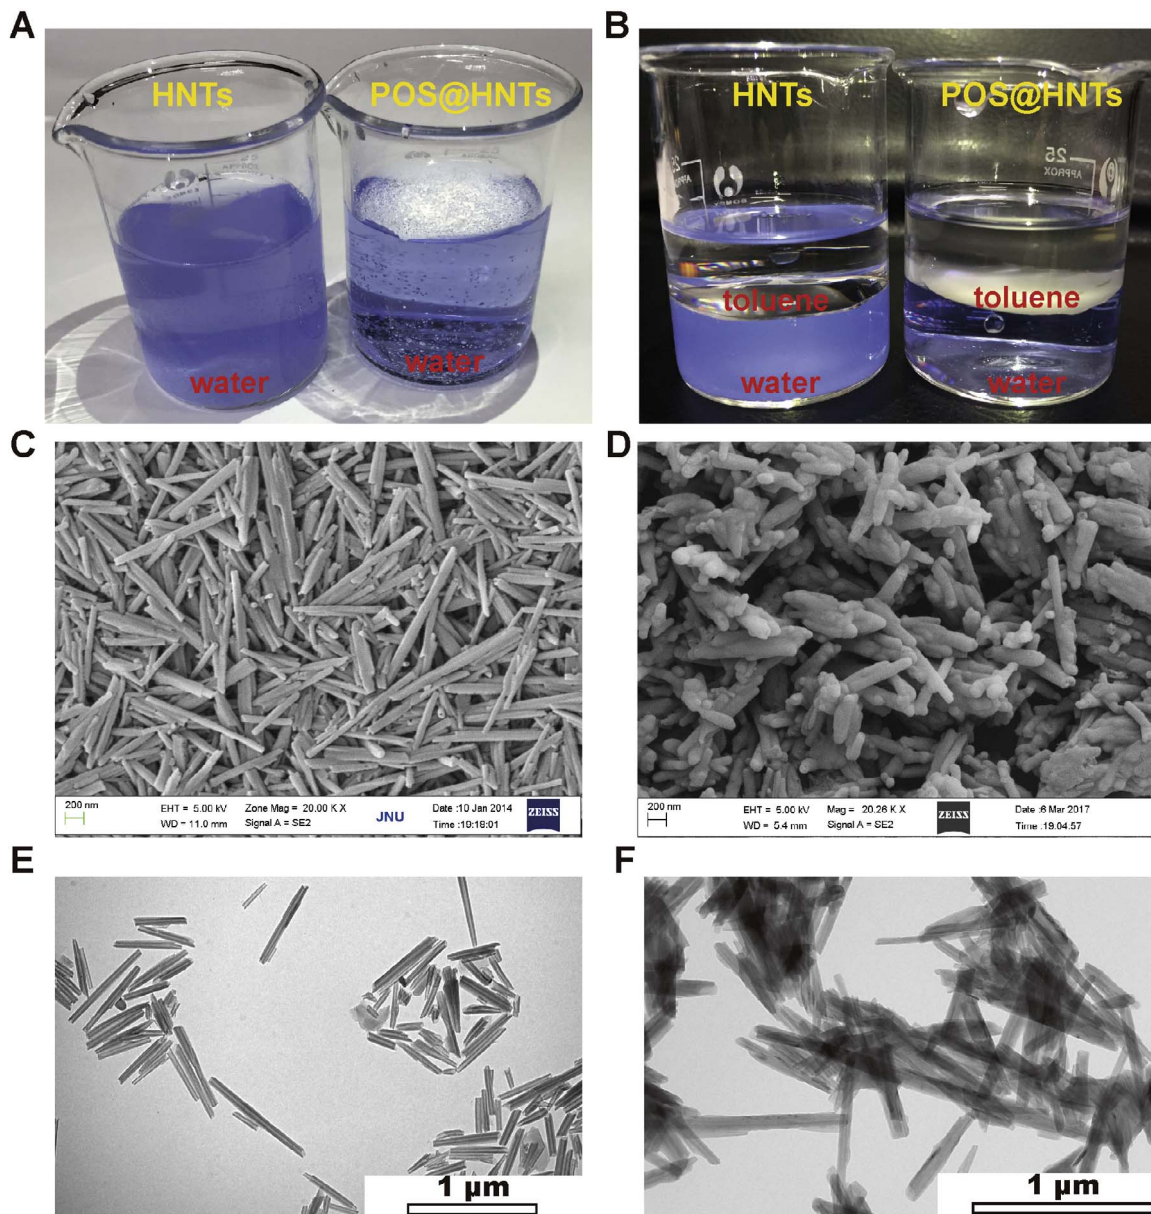 A
HNTs
POS@HNTs
water
water
B
HNTs
POS@HNTs
25
APPROX
toluene
toluene
water
water
C
200 nm
EHT = 5.00 kV
WD = 11.0 mm
Zone Mag = 20.00 K X
Signal A = SE2
JNU
Date :10 Jan 2014
Time :19:19:01
ZEISS
D
200 nm
EHT = 5.00 kV
WD = 5.4 mm
Mag = 20.26 K X
Signal A = SE2
ZEISS
Date :6 Mar 2017
Time :19:04:57
E
1 µm
F
1 µm